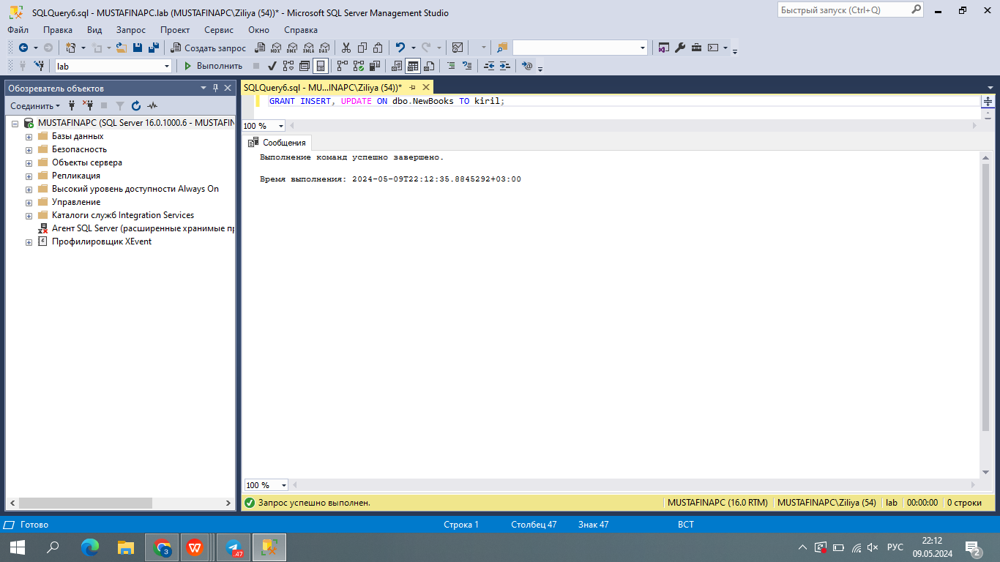 SQLQuery6.sql - MUSTAFINAPC.lab (MUSTAFINAPC\Ziliya (54))* - Microsoft SQL Server Management Studio
Быстрый запуск (Ctrl+Q)
Файл Правка Вид Запрос Проект Сервис Окно Справка
Создать запрос MDX DMX XMLA DAX
lab Выполнить
Обозреватель объектов
Соединить
MUSTAFINAPC (SQL Server 16.0.1000.6 - MUSTAFIN
Базы данных
Безопасность
Объекты сервера
Репликация
Высокий уровень доступности Always On
Управление
Каталоги служб Integration Services
Агент SQL Server (расширенные хранимые пр
Профилировщик XEvent
SQLQuery6.sql - MU...INAPC\Ziliya (54))*
GRANT INSERT, UPDATE ON dbo.NewBooks TO kiril;
100 %
Сообщения
Выполнение команд успешно завершено.
Время выполнения: 2024-05-09T22:12:35.8845292+03:00
100 %
Запрос успешно выполнен. MUSTAFINAPC (16.0 RTM) MUSTAFINAPC\Ziliya (54) lab 00:00:00 0 строки
Готово Строка 1 Столбец 47 Знак 47 ВСТ
3 W 47 РУС 22:12
09.05.2024 2